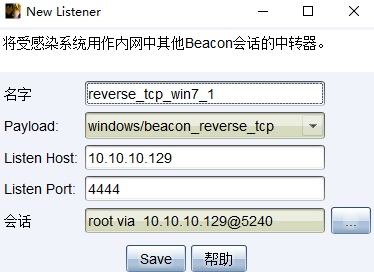 New Listener
将受感染系统用作内网中其他Beacon会话的中转器。
名字 reverse_tcp_win7_1
Payload: windows/beacon_reverse_tcp
Listen Host: 10.10.10.129
Listen Port: 4444
会话 root via 10.10.10.129@5240 ...
Save 帮助